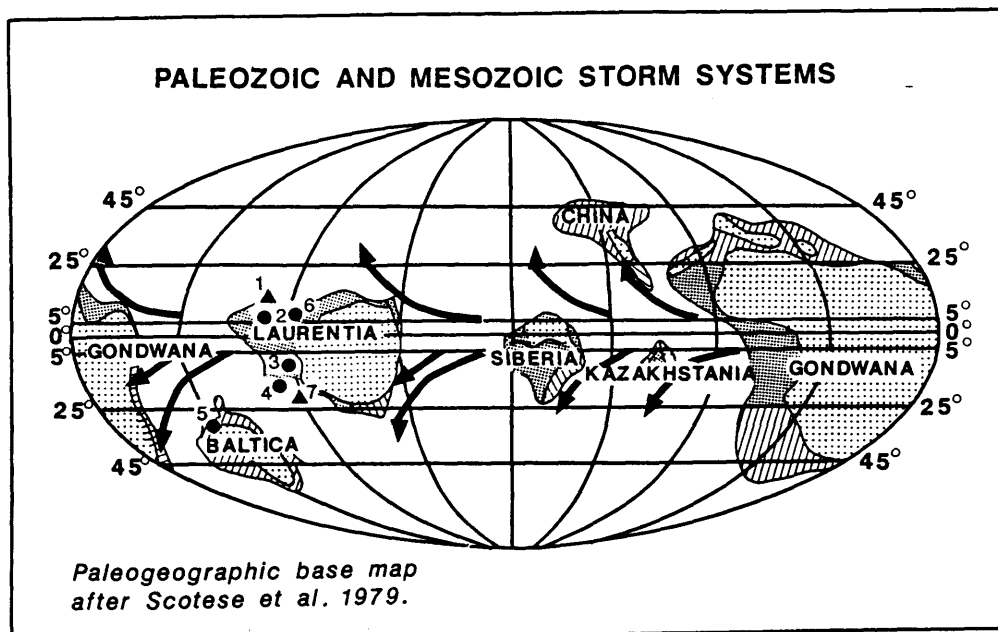 PALEOZOIC AND MESOZOIC STORM SYSTEMS
45° 45°
CHINA
25° 25°
1
2 6
5° 5°
LAURENTIA
0° 0°
5° 5°
GONDWANA SIBERIA
3 KAZAKHSTANIA GONDWANA
4 7
25° 25°
5
BALTICA
45° 45°
Paleogeographic base map
after Scotese et al. 1979.